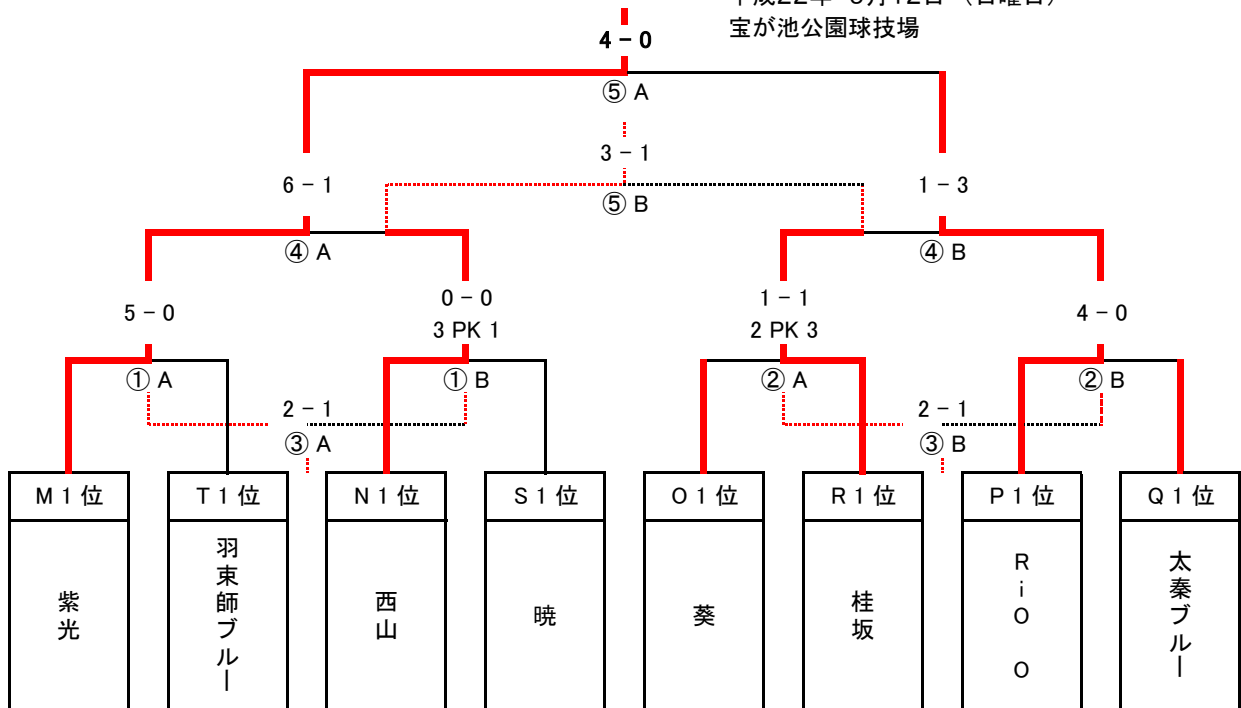 4－0
宝が池公園球技場
⑤ A
3－1
6－1
1－3
⑤ B
④ A
④ B
5－0
0－0
1－1
4－0
3 PK 1
2 PK 3
① A
① B
② A
② B
2－1
2－1
③ A
③ B
M１位
T１位
N１位
S１位
O１位
R１位
P１位
Q１位
紫光
羽束師ブルー
西山
暁
葵
桂坂
RiO O
太秦ブルー